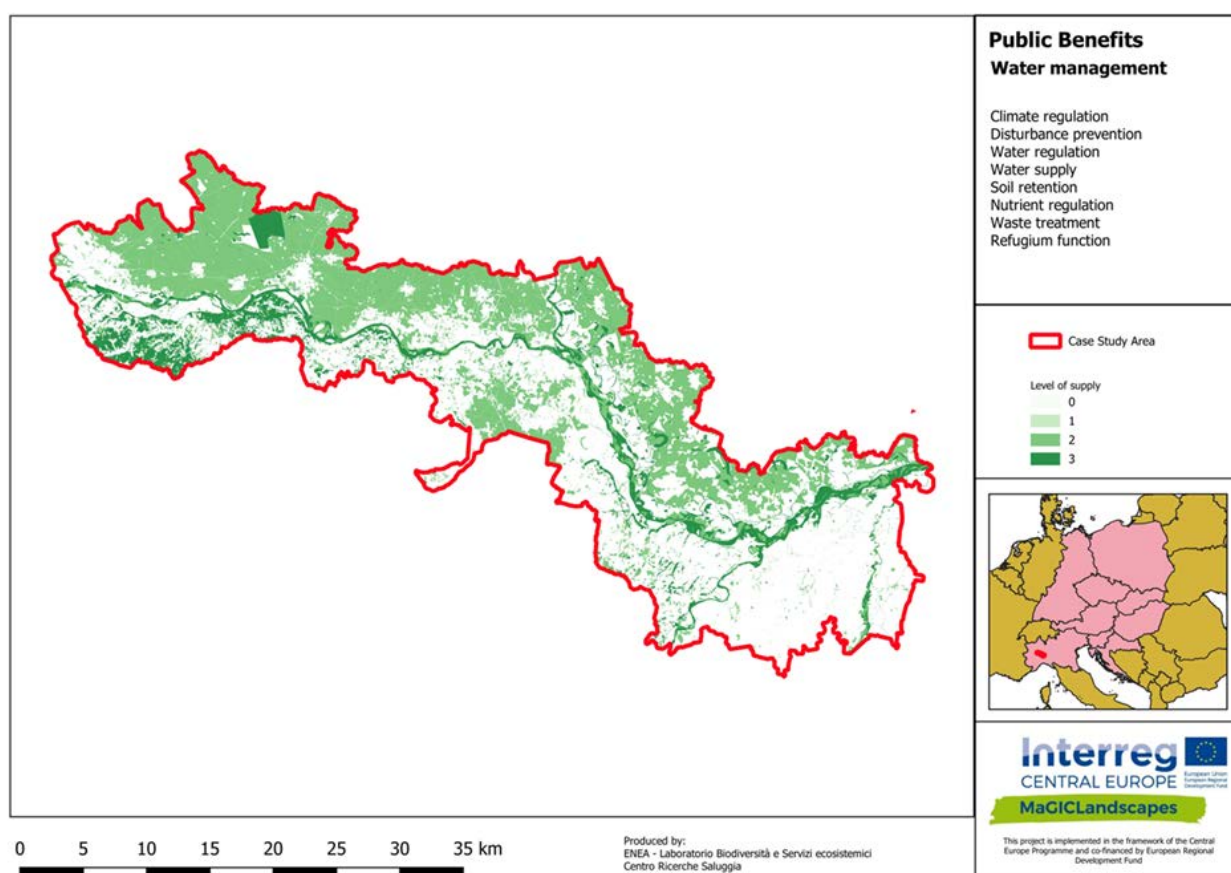 Public Benefits
Water management
Climate regulation
Disturbance prevention
Water regulation
Water supply
Soil retention
Nutrient regulation
Waste treatment
Refugium function
Case Study Area
Level of supply
0
1
2
3
Interreg
CENTRAL EUROPE
European Union
European Regional
Development Fund
MaGICLandscapes
This project is implemented in the framework of the Central
Europe Programme and co-financed by European Regional
Development Fund
0 5 10 15 20 25 30 35 km
Produced by:
ENEA - Laboratorio Biodiversità e Servizi ecosistemici
Centro Ricerche Saluggia